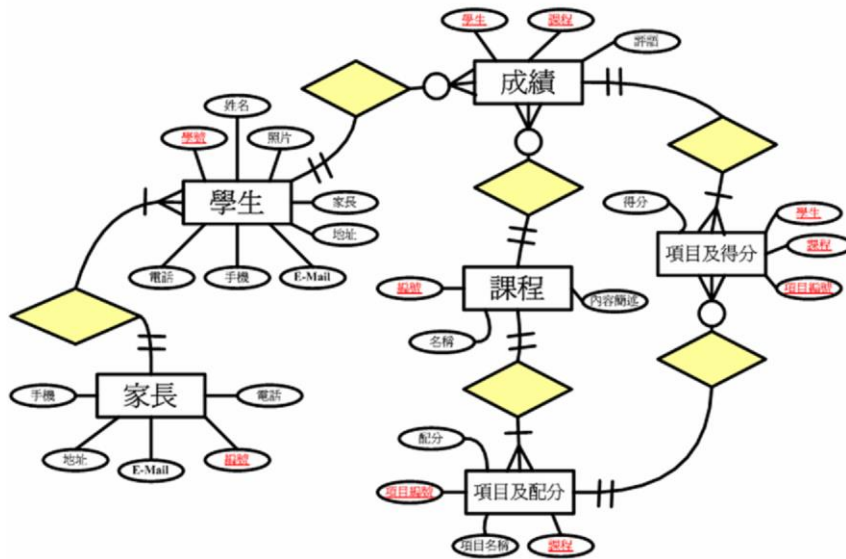 學生
課程
評語
成績
姓名
學號
照片
學生
家長
地址
電話
手機
E-Mail
得分
學生
項目及得分
課程
項目編號
編號
課程
內容簡述
名稱
家長
手機
電話
地址
E-Mail
編號
配分
項目編號
項目及配分
項目名稱
課程